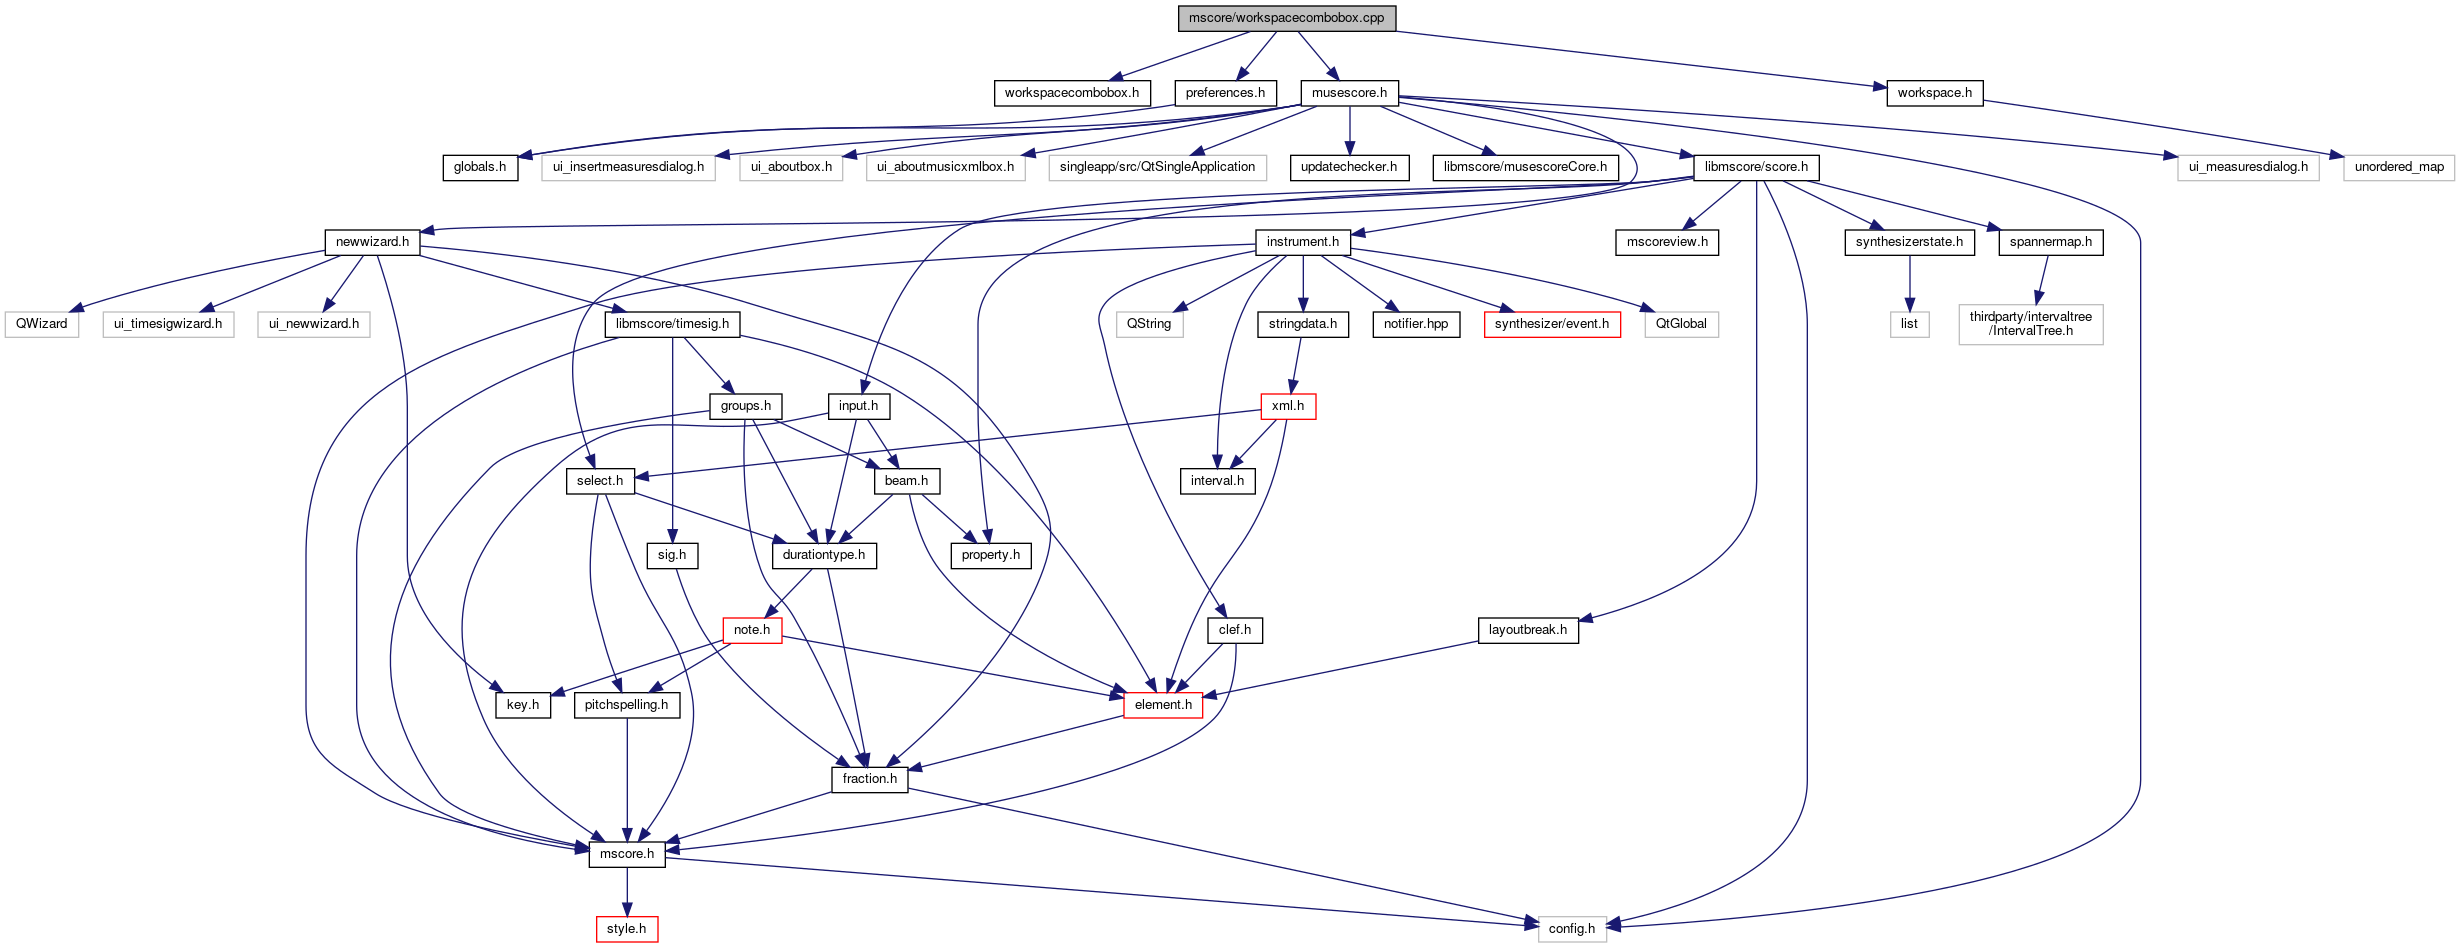 mscore/workspacecombobox.cpp
workspacecombobox.h
preferences.h
musescore.h
workspace.h
globals.h
ui_insertmeasuresdialog.h
ui_aboutbox.h
ui_aboutmusicxmlbox.h
singleapp/src/QtSingleApplication
updatechecker.h
libmscore/musescoreCore.h
libmscore/score.h
ui_measuresdialog.h
unordered_map
newwizard.h
instrument.h
mscoreview.h
synthesizerstate.h
spannermap.h
QWizard
ui_timesigwizard.h
ui_newwizard.h
libmscore/timesig.h
QString
stringdata.h
notifier.hpp
synthesizer/event.h
QtGlobal
list
thirdparty/intervaltree
/IntervalTree.h
groups.h
input.h
xml.h
select.h
beam.h
interval.h
sig.h
durationtype.h
property.h
note.h
clef.h
layoutbreak.h
key.h
pitchspelling.h
element.h
fraction.h
mscore.h
style.h
config.h